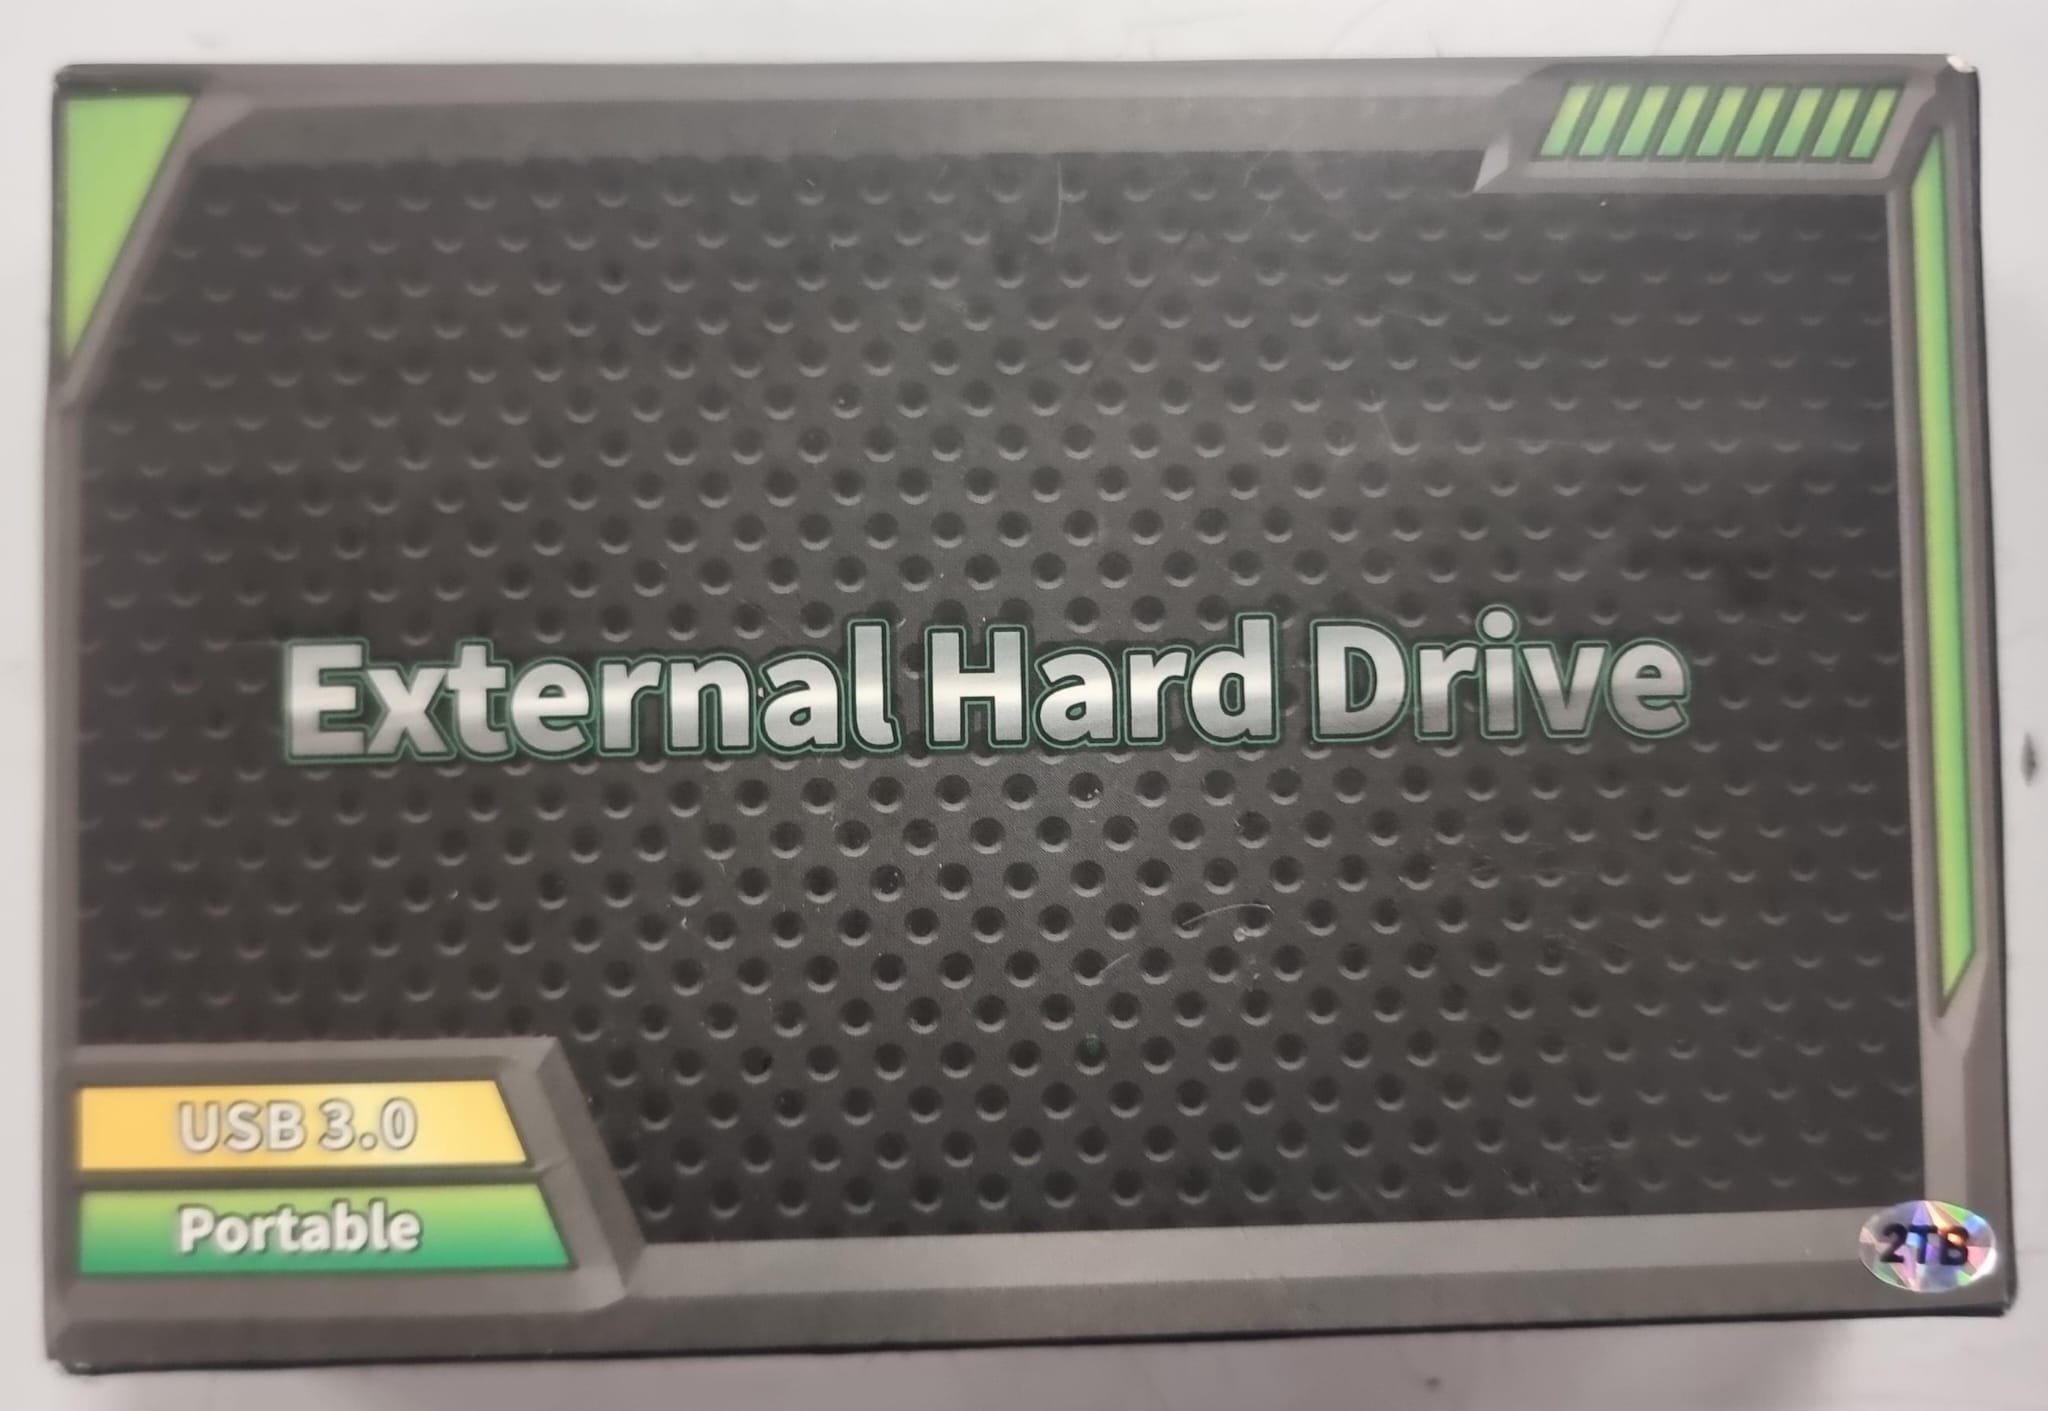 External Hard Drive
USB 3.0
Portable
2TB